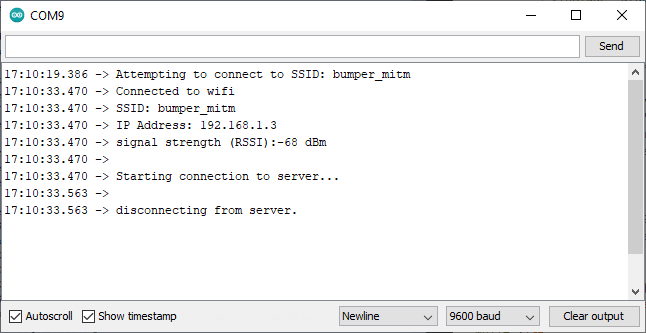 COM9
Send
17:10:19.386 -> Attempting to connect to SSID: bumper_mitm
17:10:33.470 -> Connected to wifi
17:10:33.470 -> SSID: bumper_mitm
17:10:33.470 -> IP Address: 192.168.1.3
17:10:33.470 -> signal strength (RSSI):-68 dBm
17:10:33.470 ->
17:10:33.470 -> Starting connection to server...
17:10:33.563 ->
17:10:33.563 -> disconnecting from server.
Autoscroll Show timestamp Newline 9600 baud Clear output